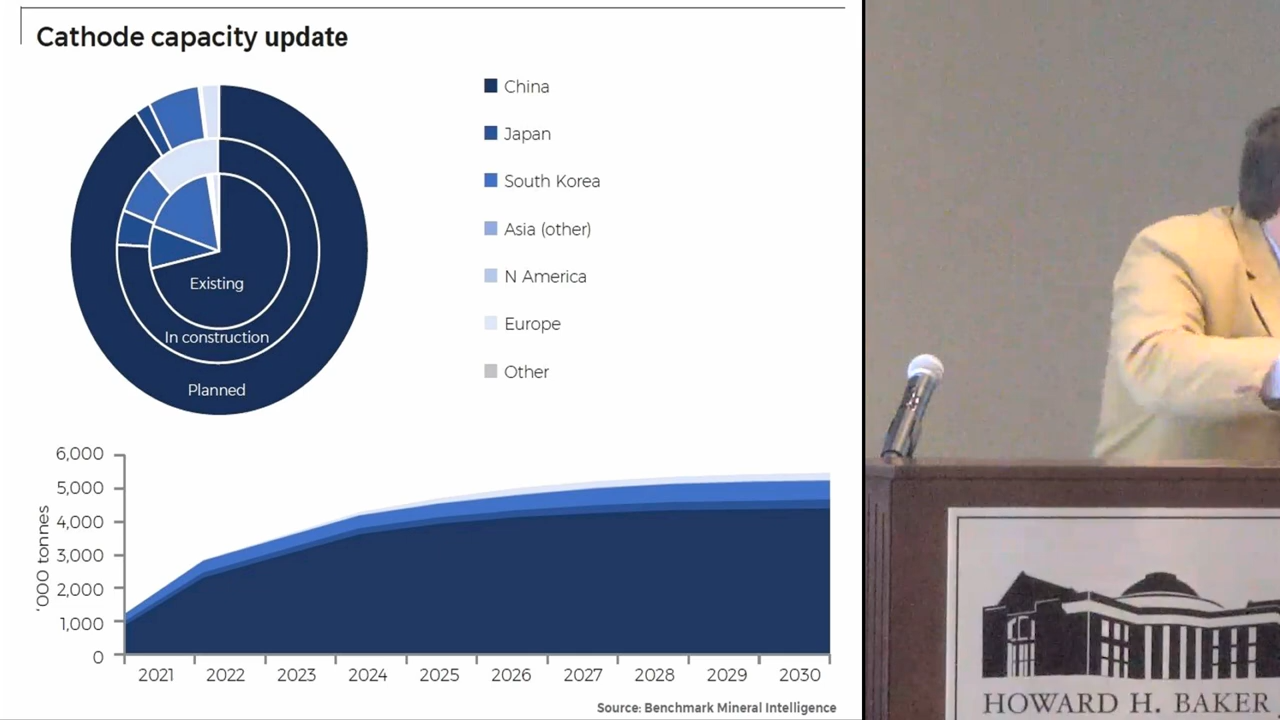 Cathode capacity update
China
Japan
South Korea
Asia (other)
N America
Europe
Other
Existing
In construction
Planned
6,000
5,000
4,000
3,000
2,000
1,000
0
'000 tonnes
2021 2022 2023 2024 2025 2026 2027 2028 2029 2030
Source: Benchmark Mineral Intelligence
HOWARD H. BAKER